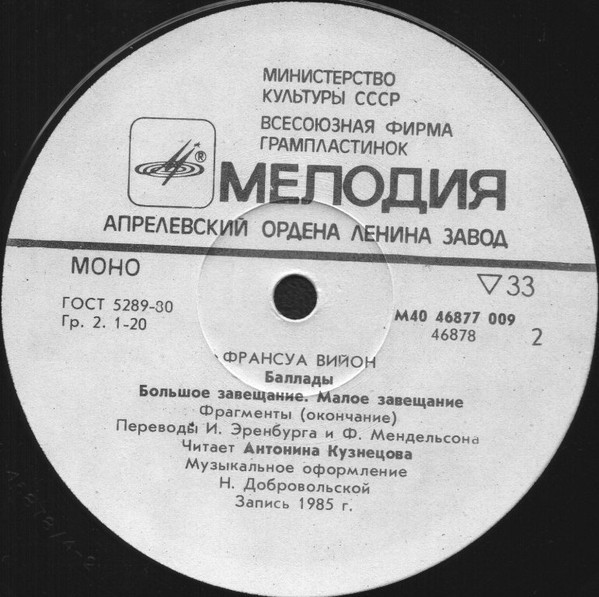 МИНИСТЕРСТВО
КУЛЬТУРЫ СССР
ВСЕСОЮЗНАЯ ФИРМА
ГРАМПЛАСТИНОК
®
МЕЛОДИЯ
АПРЕЛЕВСКИЙ ОРДЕНА ЛЕНИНА ЗАВОД
МОНО
▽33
ГОСТ 5289-80
Гр. 2. 1-20
М40 46877 009
46878
2
ФРАНСУА ВИЙОН
Баллады
Большое завещание. Малое завещание
Фрагменты (окончание)
Переводы И. Эренбурга и Ф. Мендельсона
Читает Антонина Кузнецова
Музыкальное оформление
Н. Добровольской
Запись 1985 г.